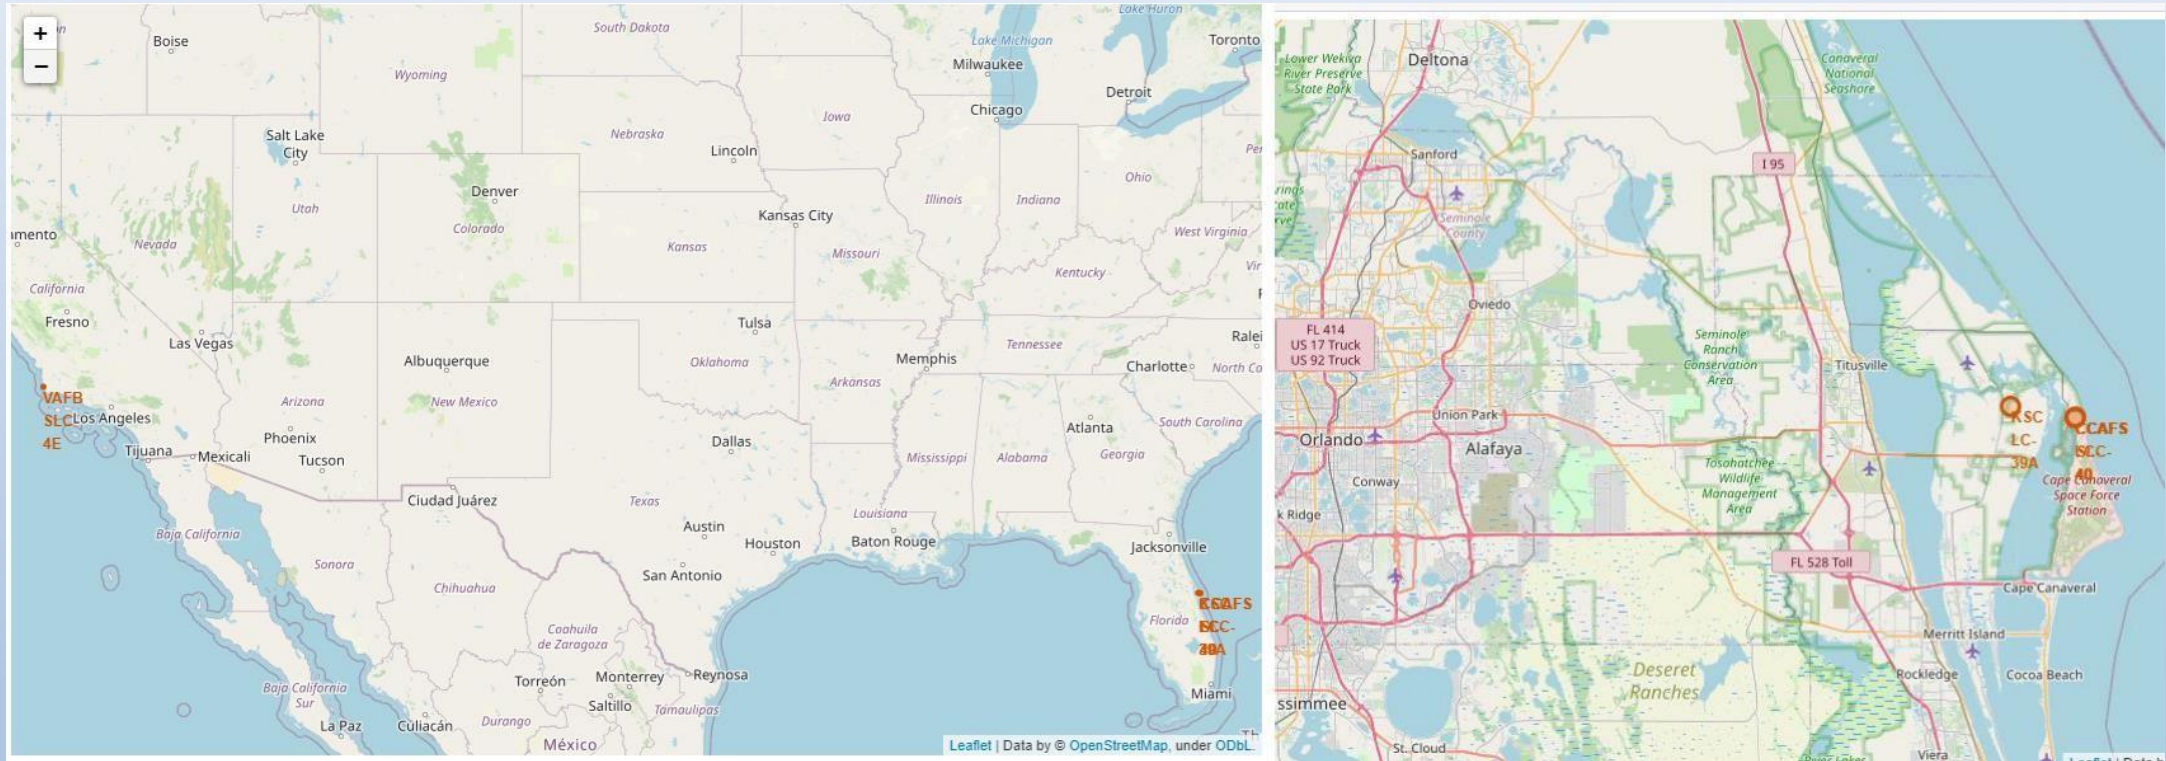 +
−
Boise
South Dakota
Lake Huron
Toronto
Lake Michigan
Milwaukee
Wyoming
Detroit
Chicago
Iowa
Salt Lake
City
Nebraska
Lincoln
Ohio
Denver
Utah
Illinois
Indiana
Kansas City
Colorado
West Virginia
Nevada
Kansas
Missouri
Kentucky
California
Fresno
Las Vegas
Tulsa
Tennessee
Memphis
Albuquerque
Oklahoma
Charlotte
North
Arkansas
VAFB
SLC-
4E
Los Angeles
Arizona
New Mexico
Atlanta
South Carolina
Phoenix
Dallas
Tijuana
Mexicali
Tucson
Mississippi
Alabama
Georgia
Ciudad Juárez
Texas
Louisiana
Austin
Baja California
Houston
Baton Rouge
Jacksonville
Sonora
San Antonio
Chihuahua
Florida
Coahuila
de Zaragoza
Baja California
Sur
Torreón
Monterrey
Reynosa
Miami
Saltillo
Tamaulipas
La Paz
Culiacán
Durango
México
Leaflet | Data by © OpenStreetMap, under ODbL.
Lower Wekiva
River Preserve
State Park
Deltona
Canaveral
National
Seashore
Sanford
I 95
Seminole
County
Oviedo
FL 414
US 17 Truck
US 92 Truck
Seminole
Ranch
Conservation
Area
Titusville
Union Park
KSC
LC-
39A
CCAFS
40
Orlando
Alafaya
Tosohatchee
Wildlife
Management
Area
Conway
Cape Canaveral
Space Force
Station
Ridge
FL 528 Toll
Cape Canaveral
Merritt Island
Deseret
Ranches
Rockledge
Cocoa Beach
ssimmee
St. Cloud
Viera